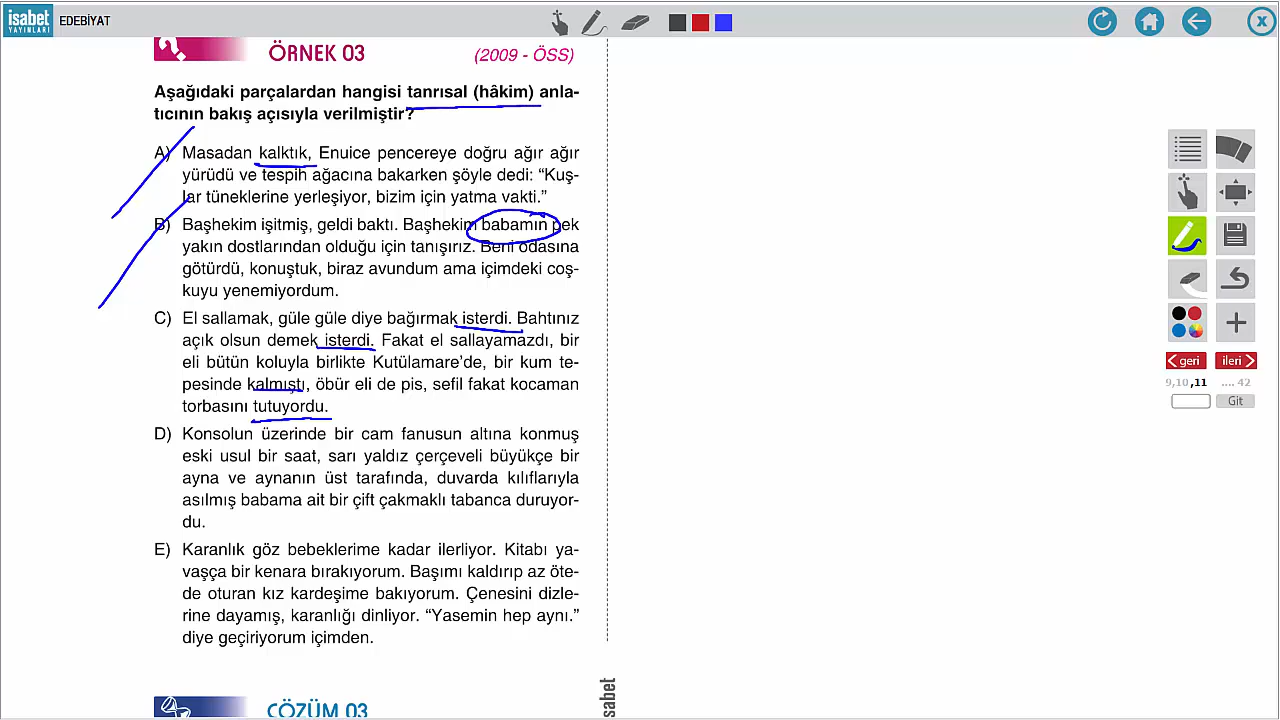 isabet
YAYINLARI
EDEBİYAT
ÖRNEK 03
(2009 - ÖSS)
Aşağıdaki parçalardan hangisi tanrısal (hâkim) anla-
tıcının bakış açısıyla verilmiştir?
A) Masadan kalktık, Enuice pencereye doğru ağır ağır
yürüdü ve tespih ağacına bakarken şöyle dedi: “Kuş-
lar tüneklerine yerleşiyor, bizim için yatma vakti.”
B) Başhekim işitmiş, geldi baktı. Başhekim babamın pek
yakın dostlarından olduğu için tanışırız. Beni odasına
götürdü, konuştuk, biraz avundum ama içimdeki coş-
kuyu yenemiyordum.
C) El sallamak, güle güle diye bağırmak isterdi. Bahtınız
açık olsun demek isterdi. Fakat el sallayamazdı, bir
eli bütün koluyla birlikte Kutülamare’de, bir kum te-
pesinde kalmıştı, öbür eli de pis, sefil fakat kocaman
torbasını tutuyordu.
D) Konsolun üzerinde bir cam fanusun altına konmuş
eski usul bir saat, sarı yaldız çerçeveli büyükçe bir
ayna ve aynanın üst tarafında, duvarda kılıflarıyla
asılmış babama ait bir çift çakmaklı tabanca duruyor-
du.
E) Karanlık göz bebeklerime kadar ilerliyor. Kitabı ya-
vaşça bir kenara bırakıyorum. Başımı kaldırıp az öte-
de oturan kız kardeşime bakıyorum. Çenesini dizle-
rine dayamış, karanlığı dinliyor. “Yasemin hep aynı.”
diye geçiriyorum içimden.
ÇÖZÜM 03
sabet
geri
ileri
9,10,11
.... 42
Git